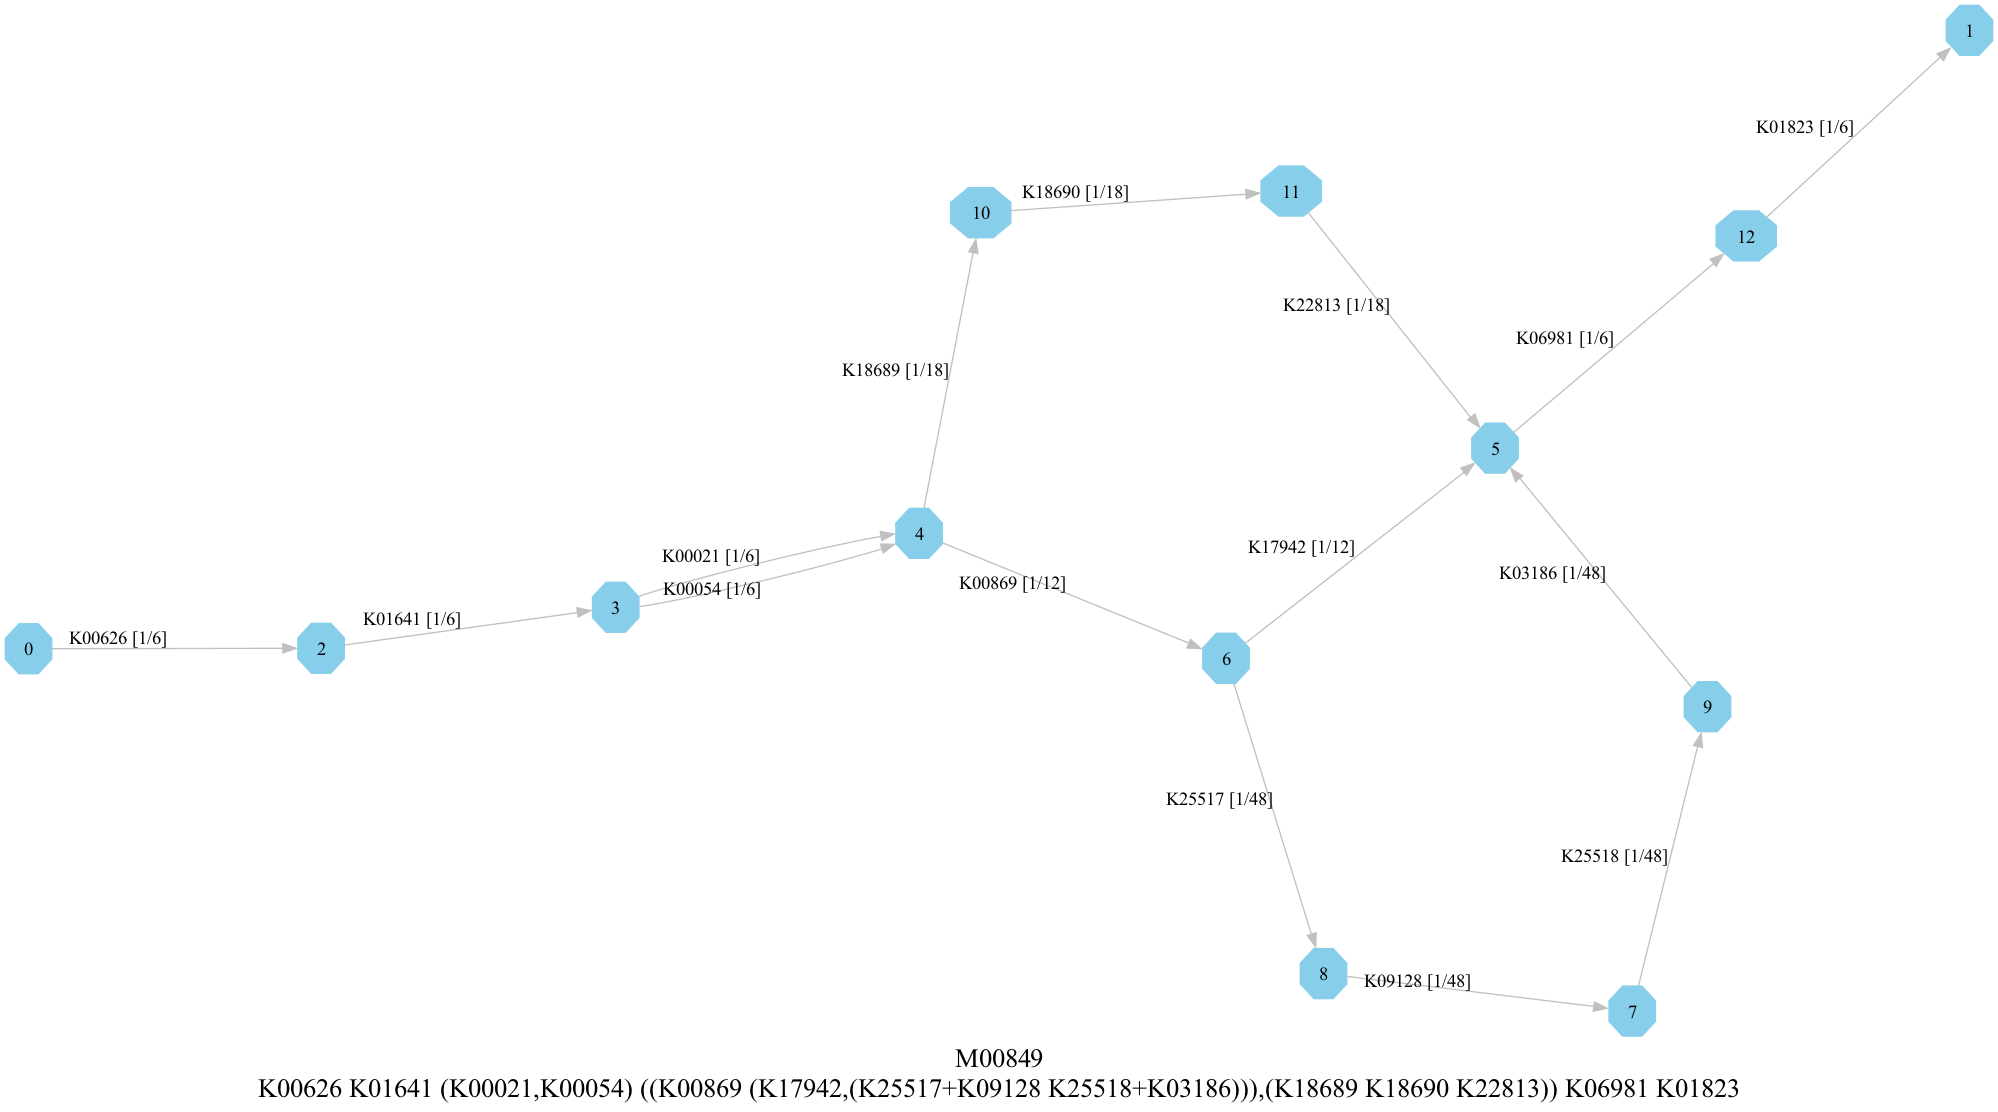 1
K01823 [1/6]
K18690 [1/18]
11
10
12
K22813 [1/18]
K06981 [1/6]
K18689 [1/18]
5
4
K00021 [1/6]
K17942 [1/12]
K03186 [1/48]
K00869 [1/12]
K00054 [1/6]
3
K01641 [1/6]
K00626 [1/6]
0
2
6
9
K25517 [1/48]
K25518 [1/48]
8
K09128 [1/48]
7
M00849
K00626 K01641 (K00021,K00054) ((K00869 (K17942,(K25517+K09128 K25518+K03186))),(K18689 K18690 K22813)) K06981 K01823